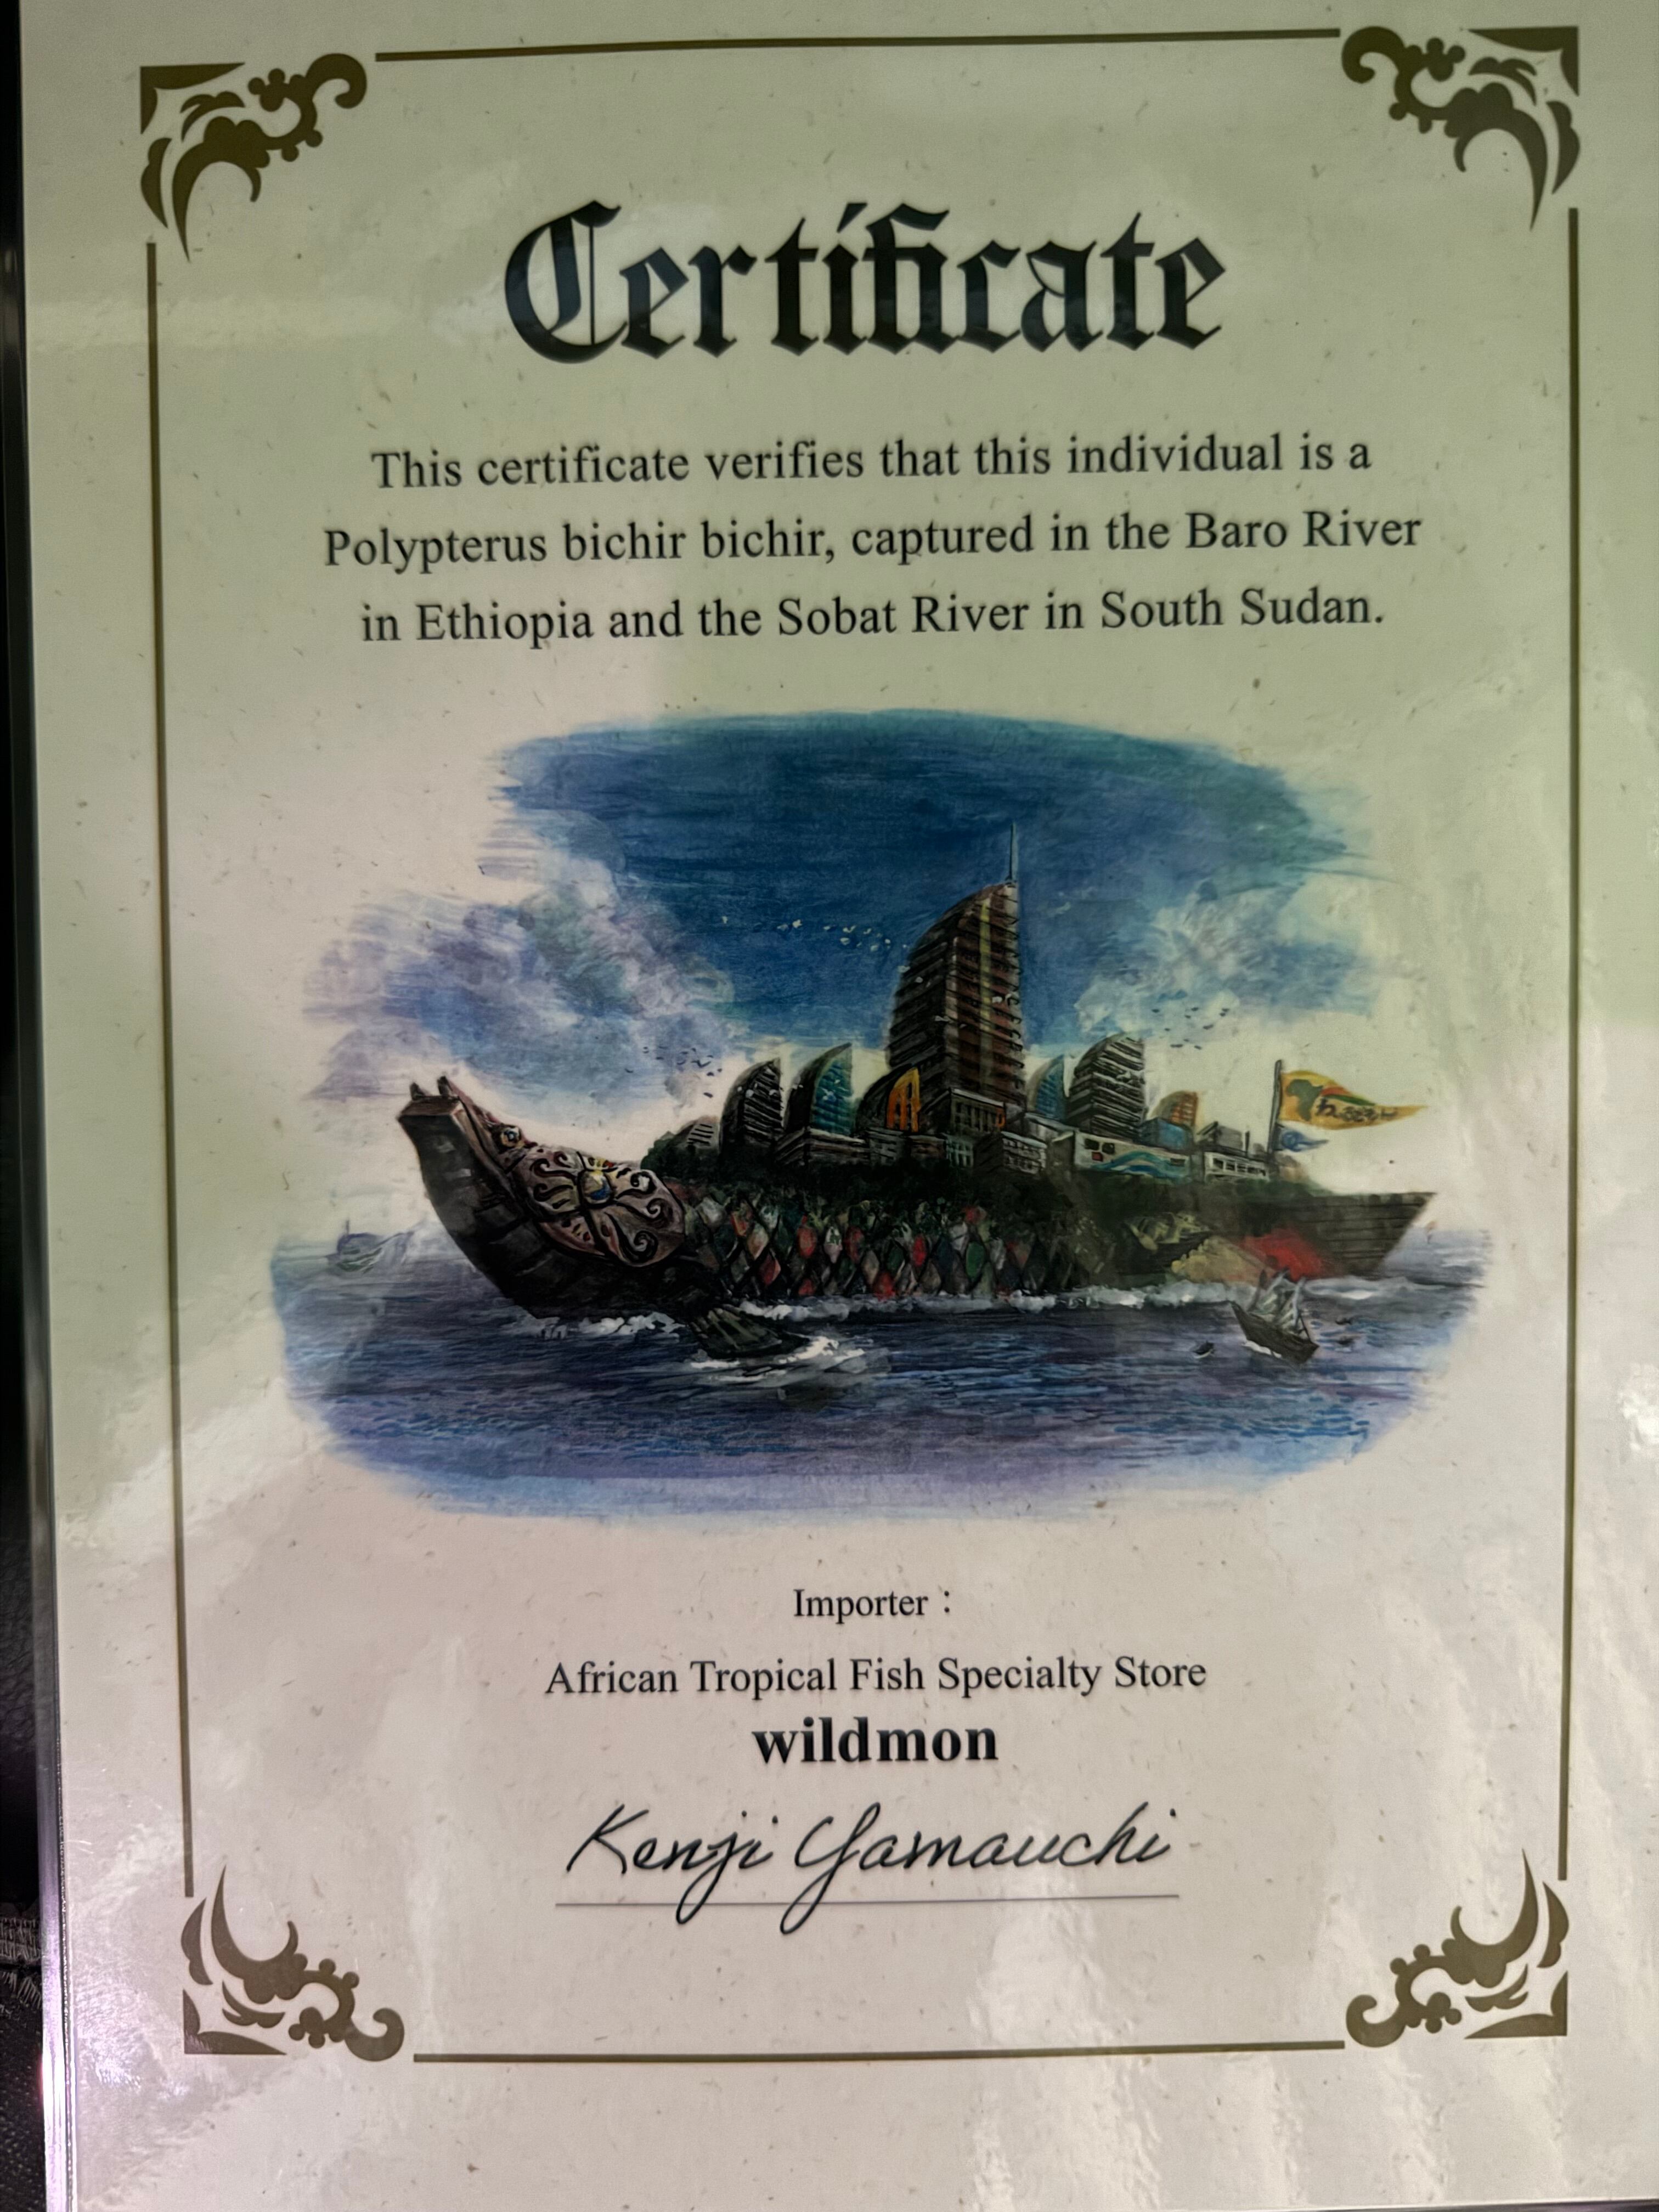 Certificate
This certificate verifies that this individual is a
Polypterus bichir bichir, captured in the Baro River
in Ethiopia and the Sobat River in South Sudan.
Importer：
African Tropical Fish Specialty Store
wildmon
Kenji Yamauchi